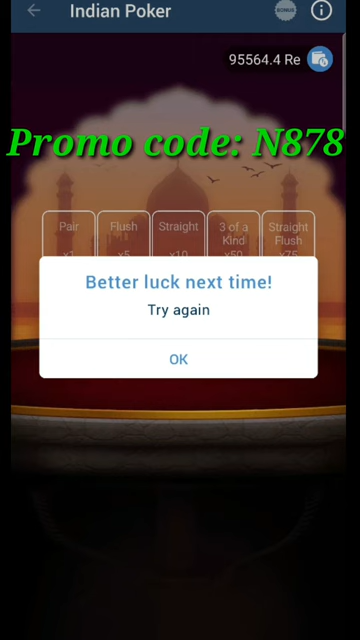 Indian Poker
BONUS
95564.4 Re
Promo code: N878
Pair Flush Straight 3 of a Kind Straight Flush
x1 x5 x10 x50 x75
Better luck next time!
Try again
OK